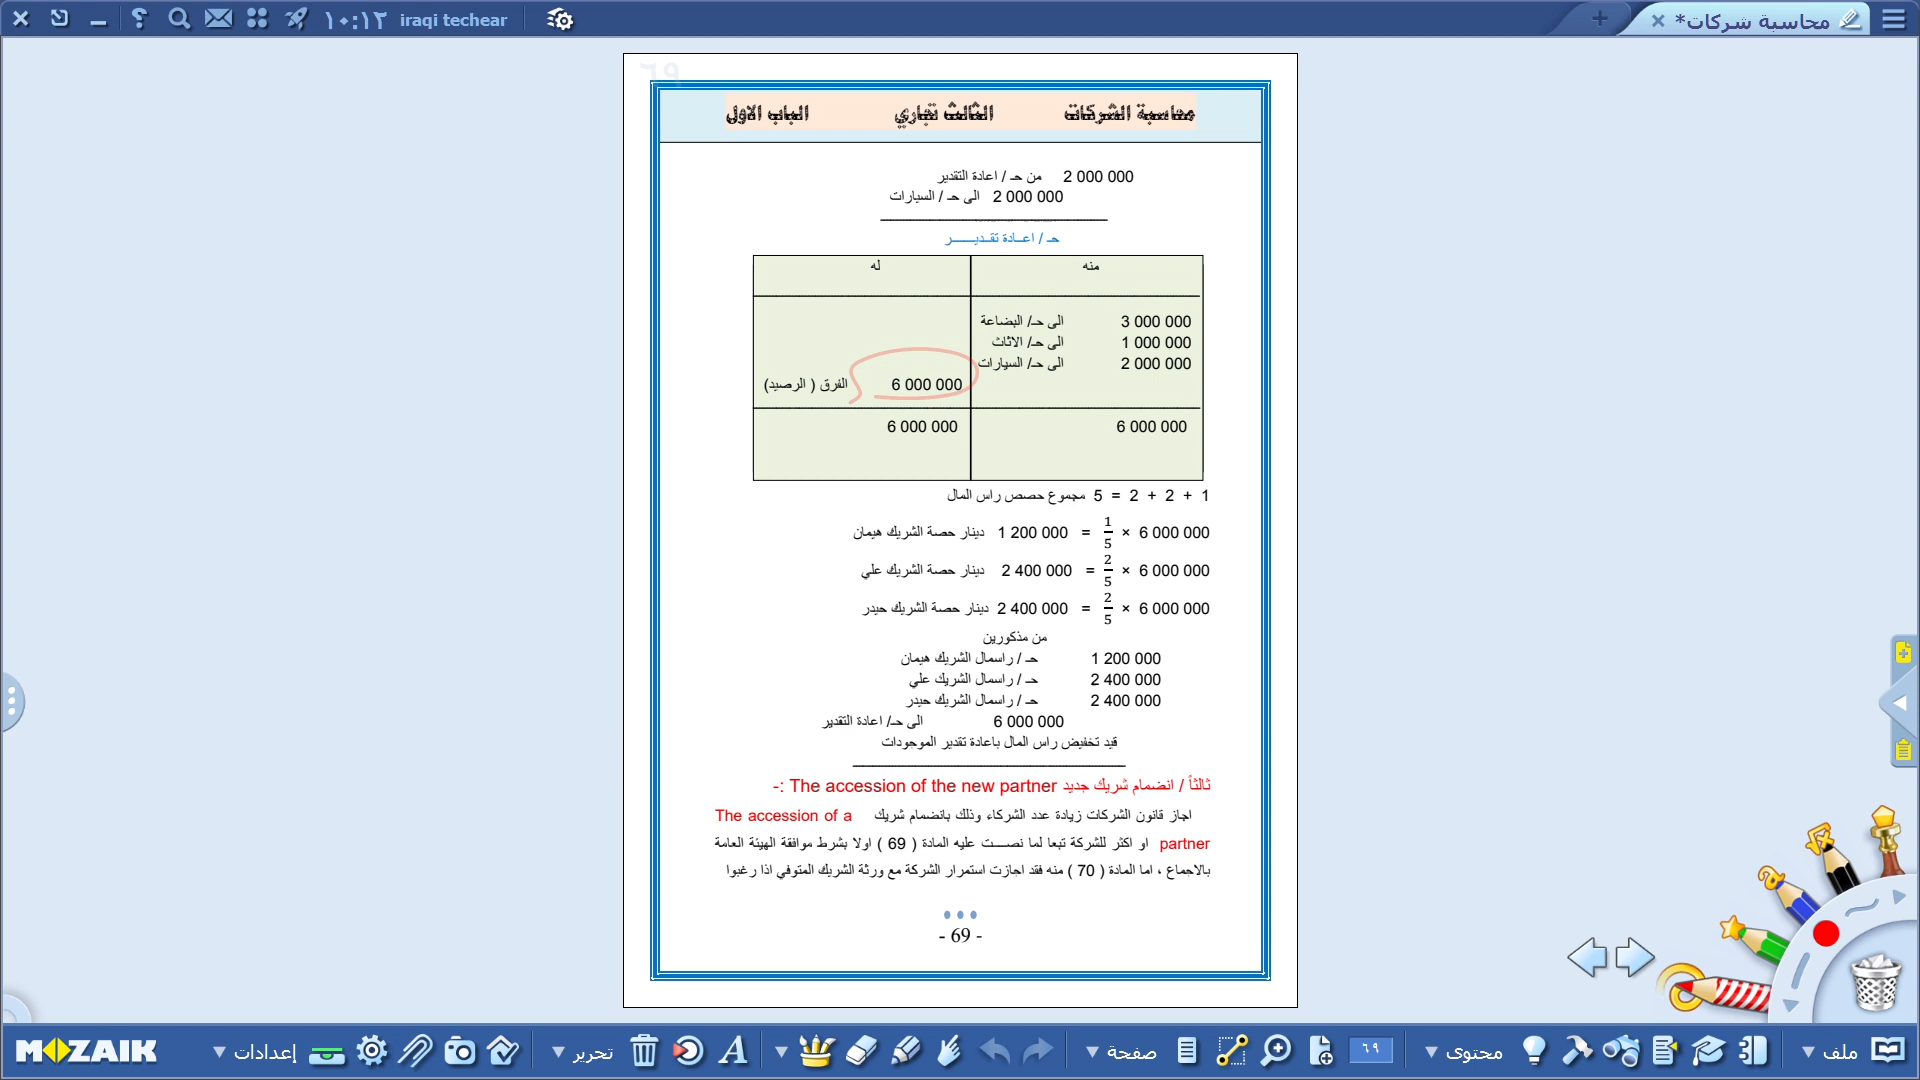 محاسبة شركات*
iraqi techear
١٠:١٢
٦٩
محاسبة الشركات الثالث تجاري الباب الاول
2 000 000 من حـ / اعادة التقدير
2 000 000 الى حـ / السيارات
حـ / اعــادة تقـديـــــــر
منه له
3 000 000 الى حـ/ البضاعة
1 000 000 الى حـ/ الاثاث
2 000 000 الى حـ/ السيارات
6 000 000 الفرق ( الرصيد)
6 000 000 6 000 000
1 + 2 + 2 = 5 مجموع حصص راس المال
6 000 000 × 1/5 = 1 200 000 دينار حصة الشريك هيمان
6 000 000 × 2/5 = 2 400 000 دينار حصة الشريك علي
6 000 000 × 2/5 = 2 400 000 دينار حصة الشريك حيدر
من مذكورين
1 200 000 حـ / راسمال الشريك هيمان
2 400 000 حـ / راسمال الشريك علي
2 400 000 حـ / راسمال الشريك حيدر
6 000 000 الى حـ/ اعادة التقدير
قيد تخفيض راس المال باعادة تقدير الموجودات
ثالثاً / انضمام شريك جديد The accession of the new partner :-
اجاز قانون الشركات زيادة عدد الشركاء وذلك بانضمام شريك The accession of a
partner او اكثر للشركة تبعا لما نصـــت عليه المادة ( 69 ) اولا بشرط موافقة الهيئة العامة
بالاجماع ، اما المادة ( 70 ) منه فقد اجازت استمرار الشركة مع ورثة الشريك المتوفي اذا رغبوا
- 69 -
ملف
محتوى
٦٩
صفحة
تحرير
إعدادات
MOZAIK